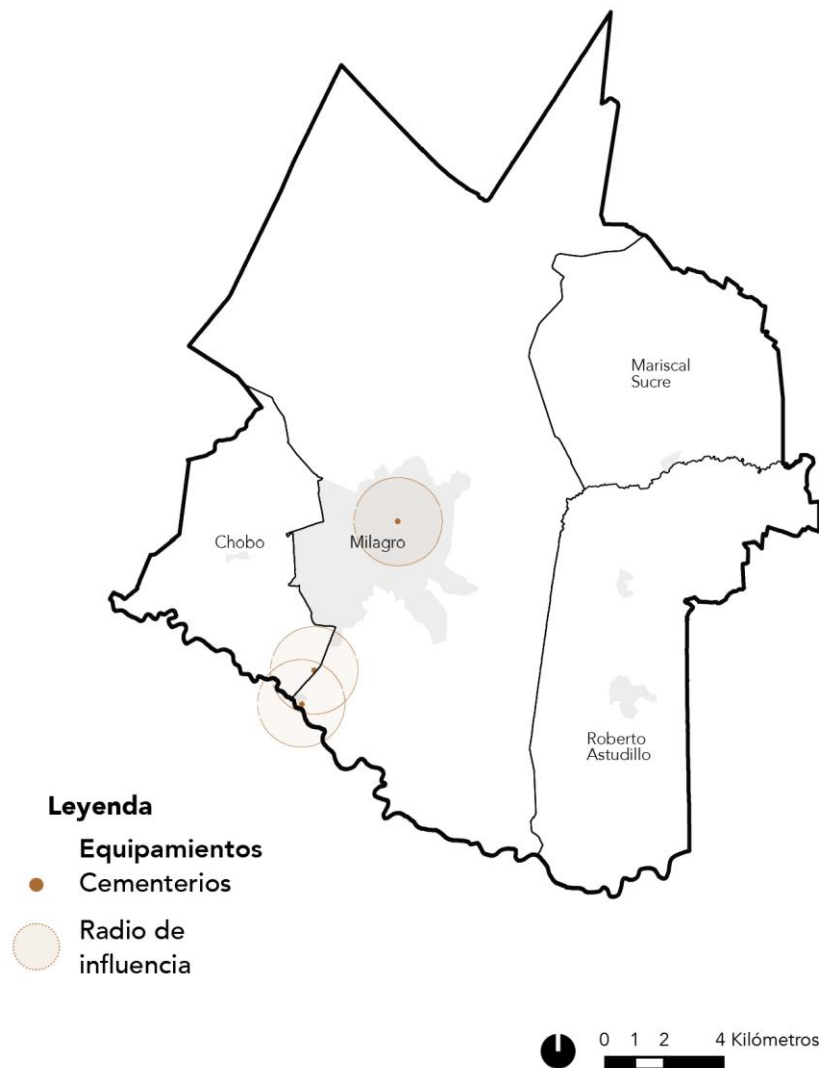 Mariscal
Sucre
Chobo
Milagro
Roberto
Astudillo
Leyenda
Equipamientos
Cementerios
Radio de
influencia
0 1 2 4 Kilómetros